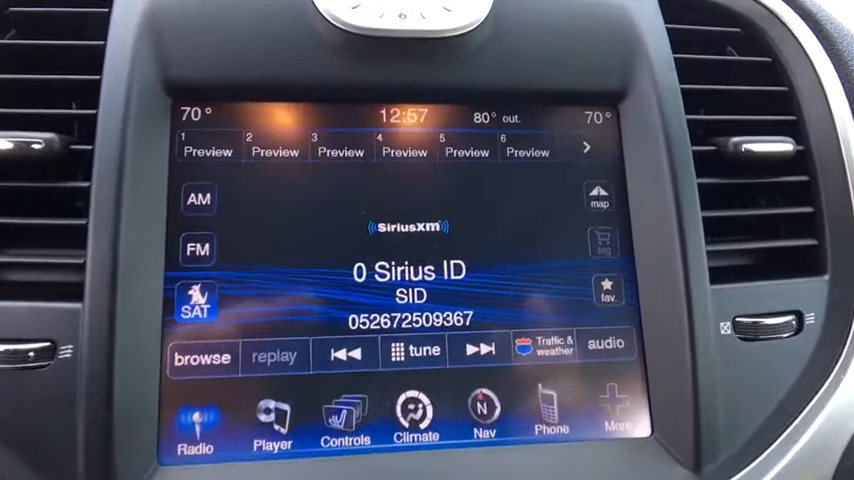 70° 12:57 80° out. 70°
1 Preview 2 Preview 3 Preview 4 Preview 5 Preview 6 Preview
AM
map
SiriusXM
FM
tag
0 Sirius ID
SID
SAT
fav
052672509367
browse replay tune Traffic & weather audio
Radio Player Controls Climate Nav Phone More
N